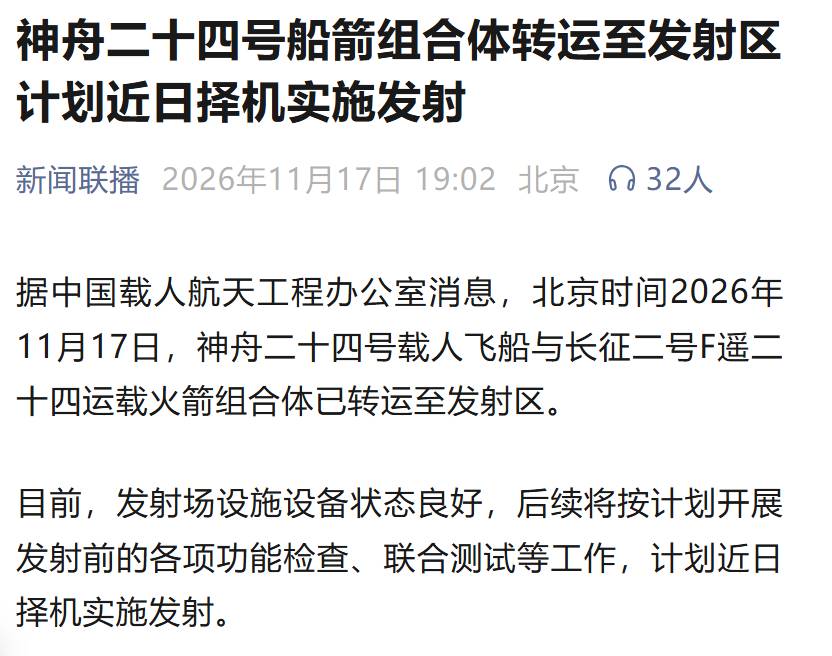 神舟二十四号船箭组合体转运至发射区
计划近日择机实施发射
新闻联播 2026年11月17日 19:02 北京 32人
据中国载人航天工程办公室消息，北京时间2026年
11月17日，神舟二十四号载人飞船与长征二号F遥二
十四运载火箭组合体已转运至发射区。
目前，发射场设施设备状态良好，后续将按计划开展
发射前的各项功能检查、联合测试等工作，计划近日
择机实施发射。